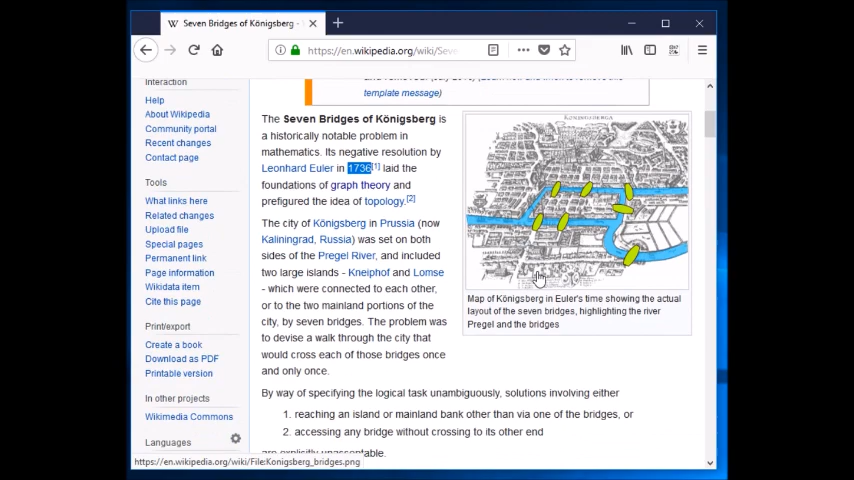 Seven Bridges of Königsberg -
https://en.wikipedia.org/wiki/Seve
Interaction
Help
About Wikipedia
Community portal
Recent changes
Contact page
Tools
What links here
Related changes
Upload file
Special pages
Permanent link
Page information
Wikidata item
Cite this page
Print/export
Create a book
Download as PDF
Printable version
In other projects
Wikimedia Commons
Languages
template message)
The Seven Bridges of Königsberg is
a historically notable problem in
mathematics. Its negative resolution by
Leonhard Euler in 1736[1] laid the
foundations of graph theory and
prefigured the idea of topology.[2]
The city of Königsberg in Prussia (now
Kaliningrad, Russia) was set on both
sides of the Pregel River, and included
two large islands - Kneiphof and Lomse
- which were connected to each other,
or to the two mainland portions of the
city, by seven bridges. The problem was
to devise a walk through the city that
would cross each of those bridges once
and only once.
Map of Königsberg in Euler's time showing the actual
layout of the seven bridges, highlighting the river
Pregel and the bridges
By way of specifying the logical task unambiguously, solutions involving either
1. reaching an island or mainland bank other than via one of the bridges, or
2. accessing any bridge without crossing to its other end
are explicitly unacceptable.
https://en.wikipedia.org/wiki/File:Konigsberg_bridges.png